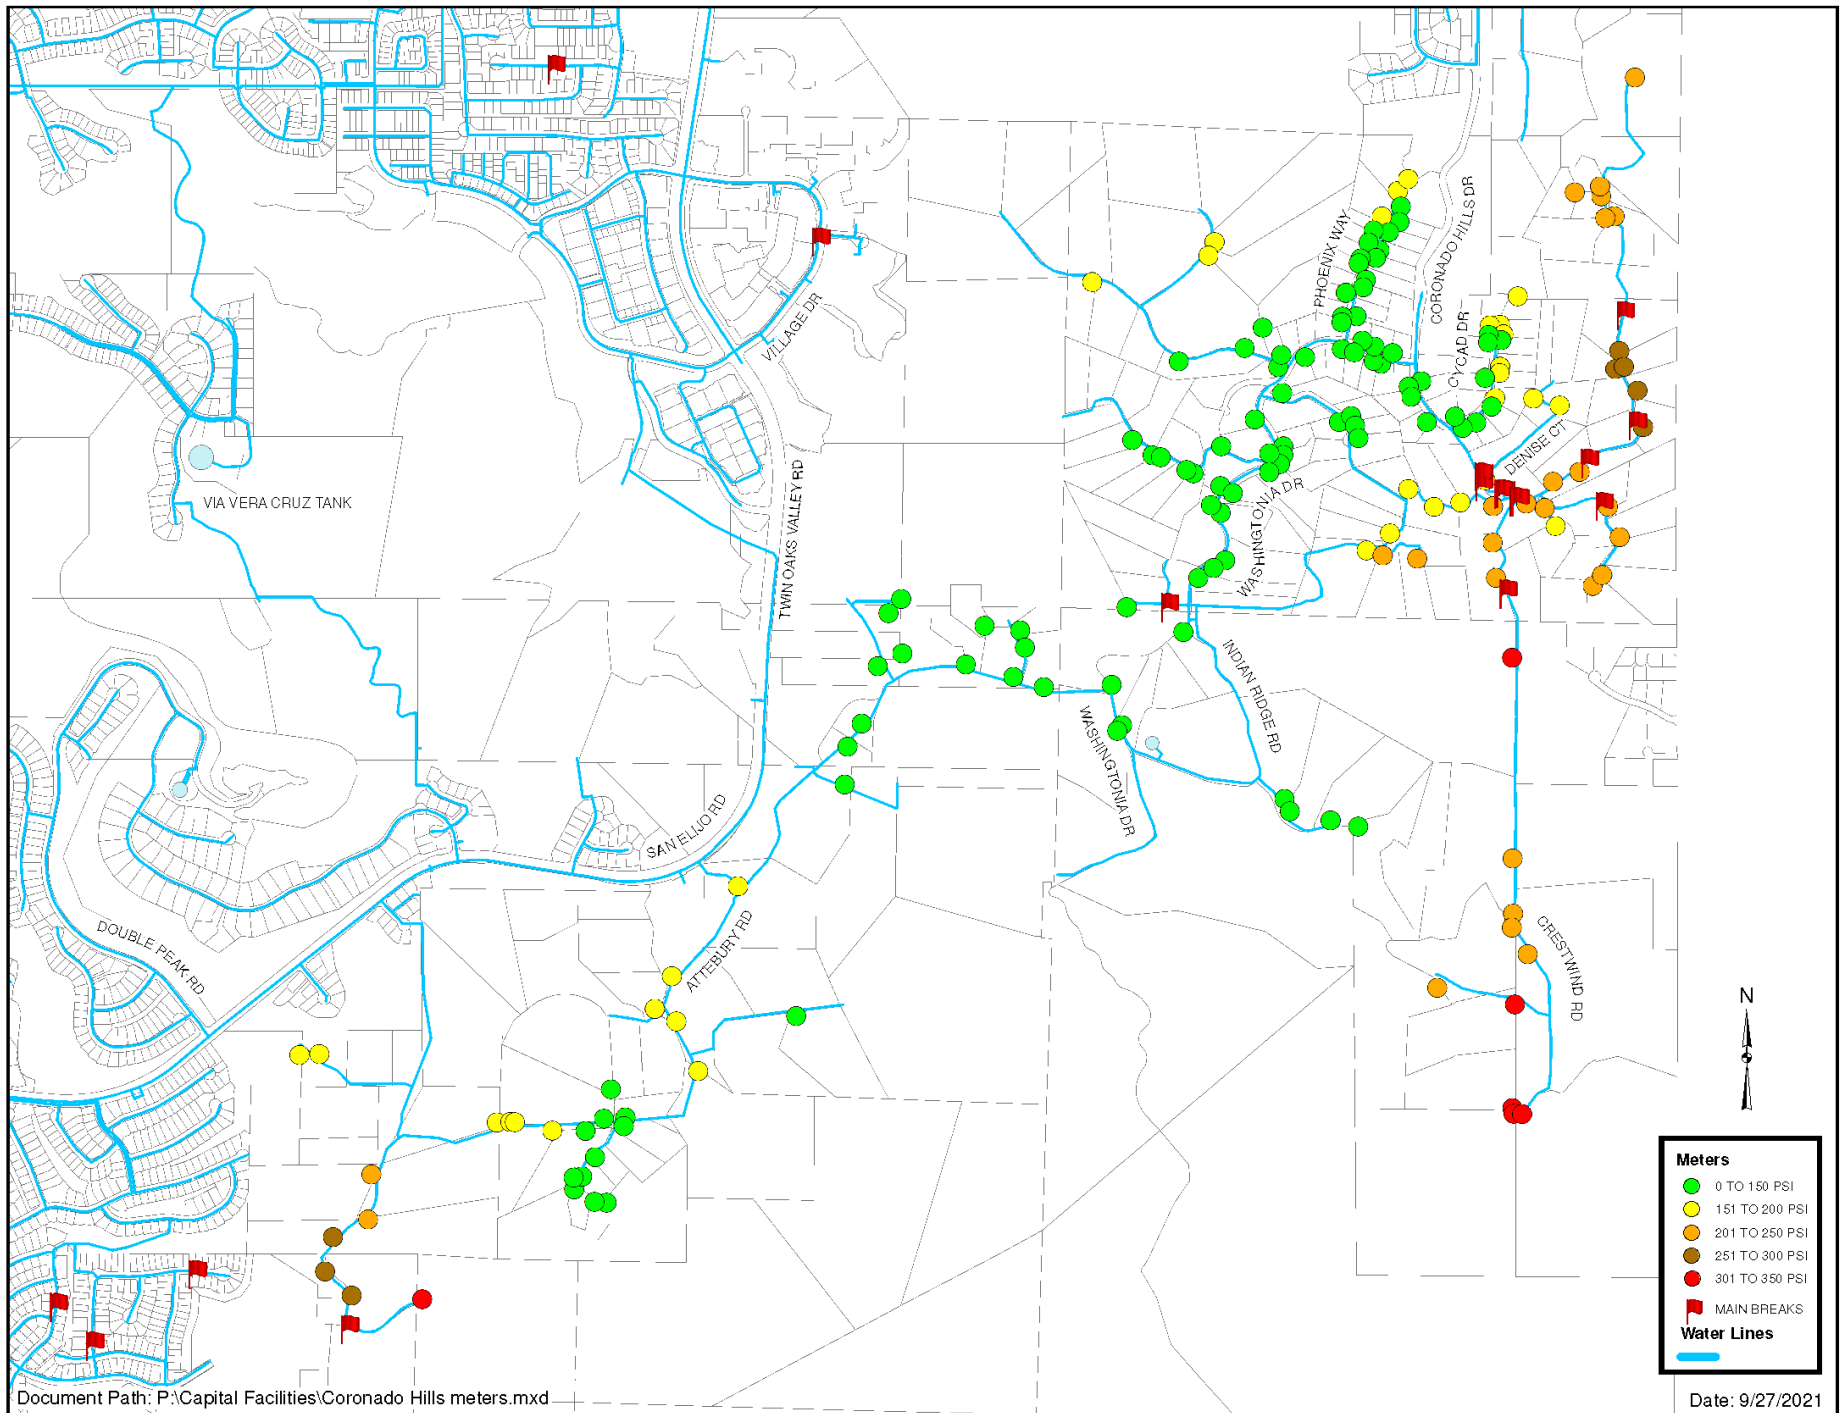 PHOENIX WAY
CORONADO HILLS DR
VILLAGE DR
CYCAD DR
DENISE CT
VIA VERA CRUZ TANK
TWIN OAKS VALLEY RD
WASHINGTONIA DR
INDIAN RIDGE RD
WASHINGTONIA DR
SAN ELIJO RD
DOUBLE PEAK RD
ATTEBURY RD
CRESTWIND RD
N
Meters
0 TO 150 PSI
151 TO 200 PSI
201 TO 250 PSI
251 TO 300 PSI
301 TO 350 PSI
MAIN BREAKS
Water Lines
Document Path: P:\Capital Facilities\Coronado Hills meters.mxd
Date: 9/27/2021